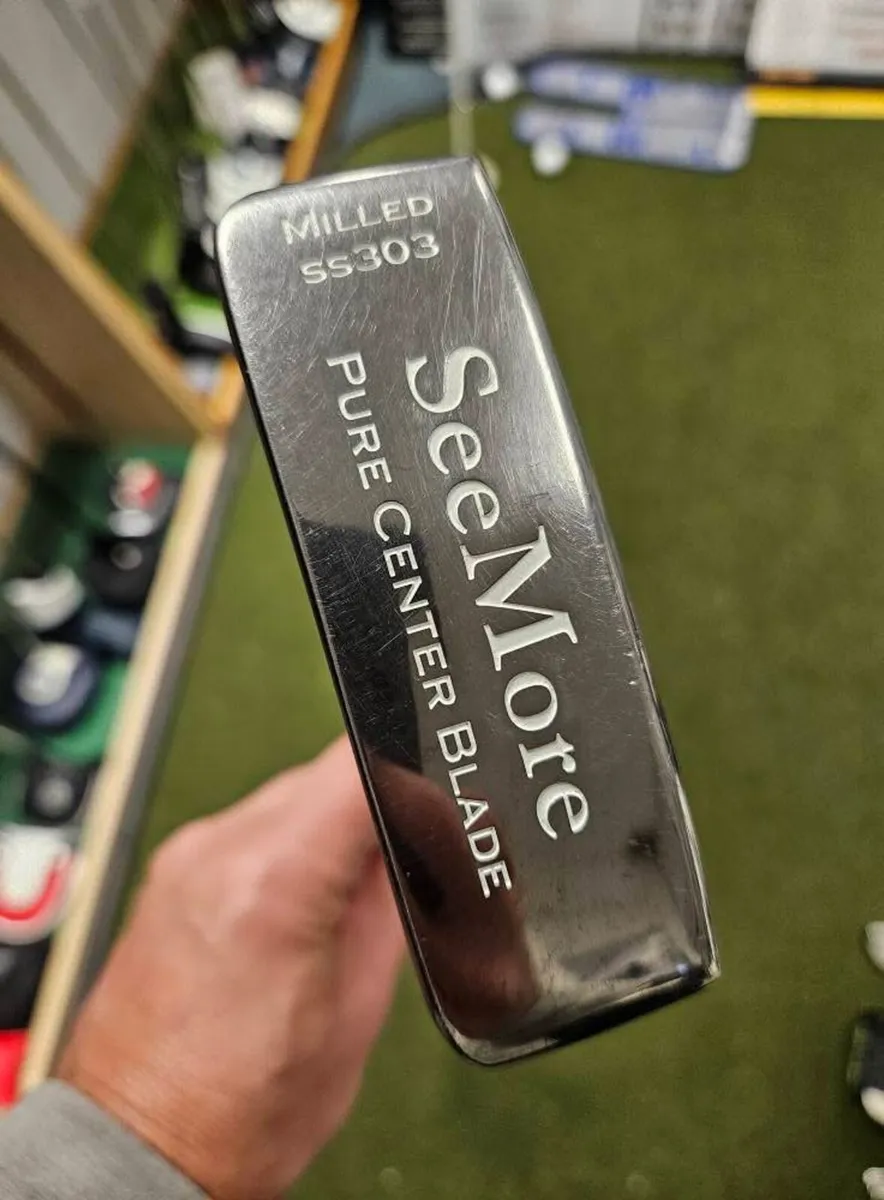 MILLED
SS303
SeeMore
PURE CENTER BLADE